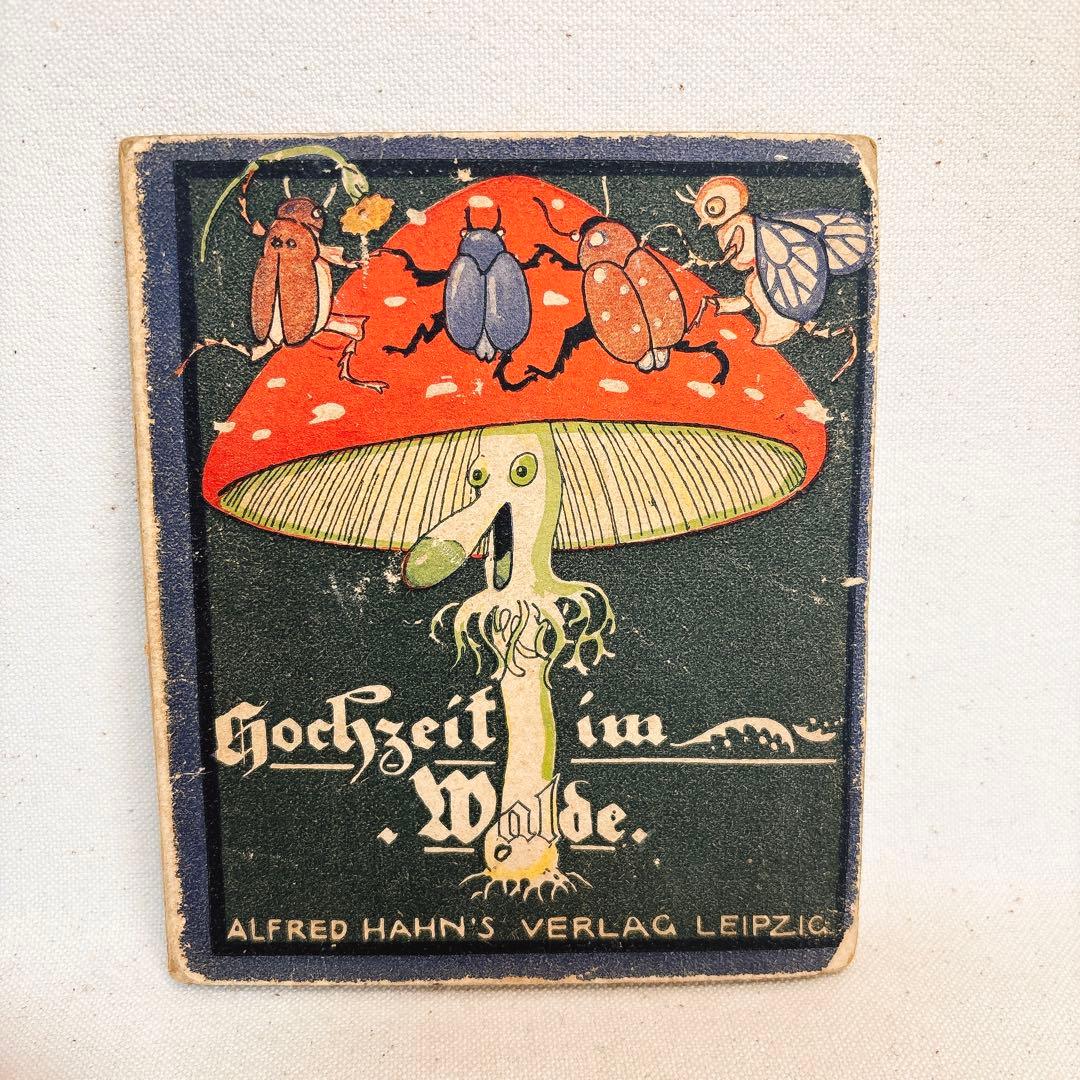 Hochzeit im
. Walde.
ALFRED HAHN'S VERLAG LEIPZIG